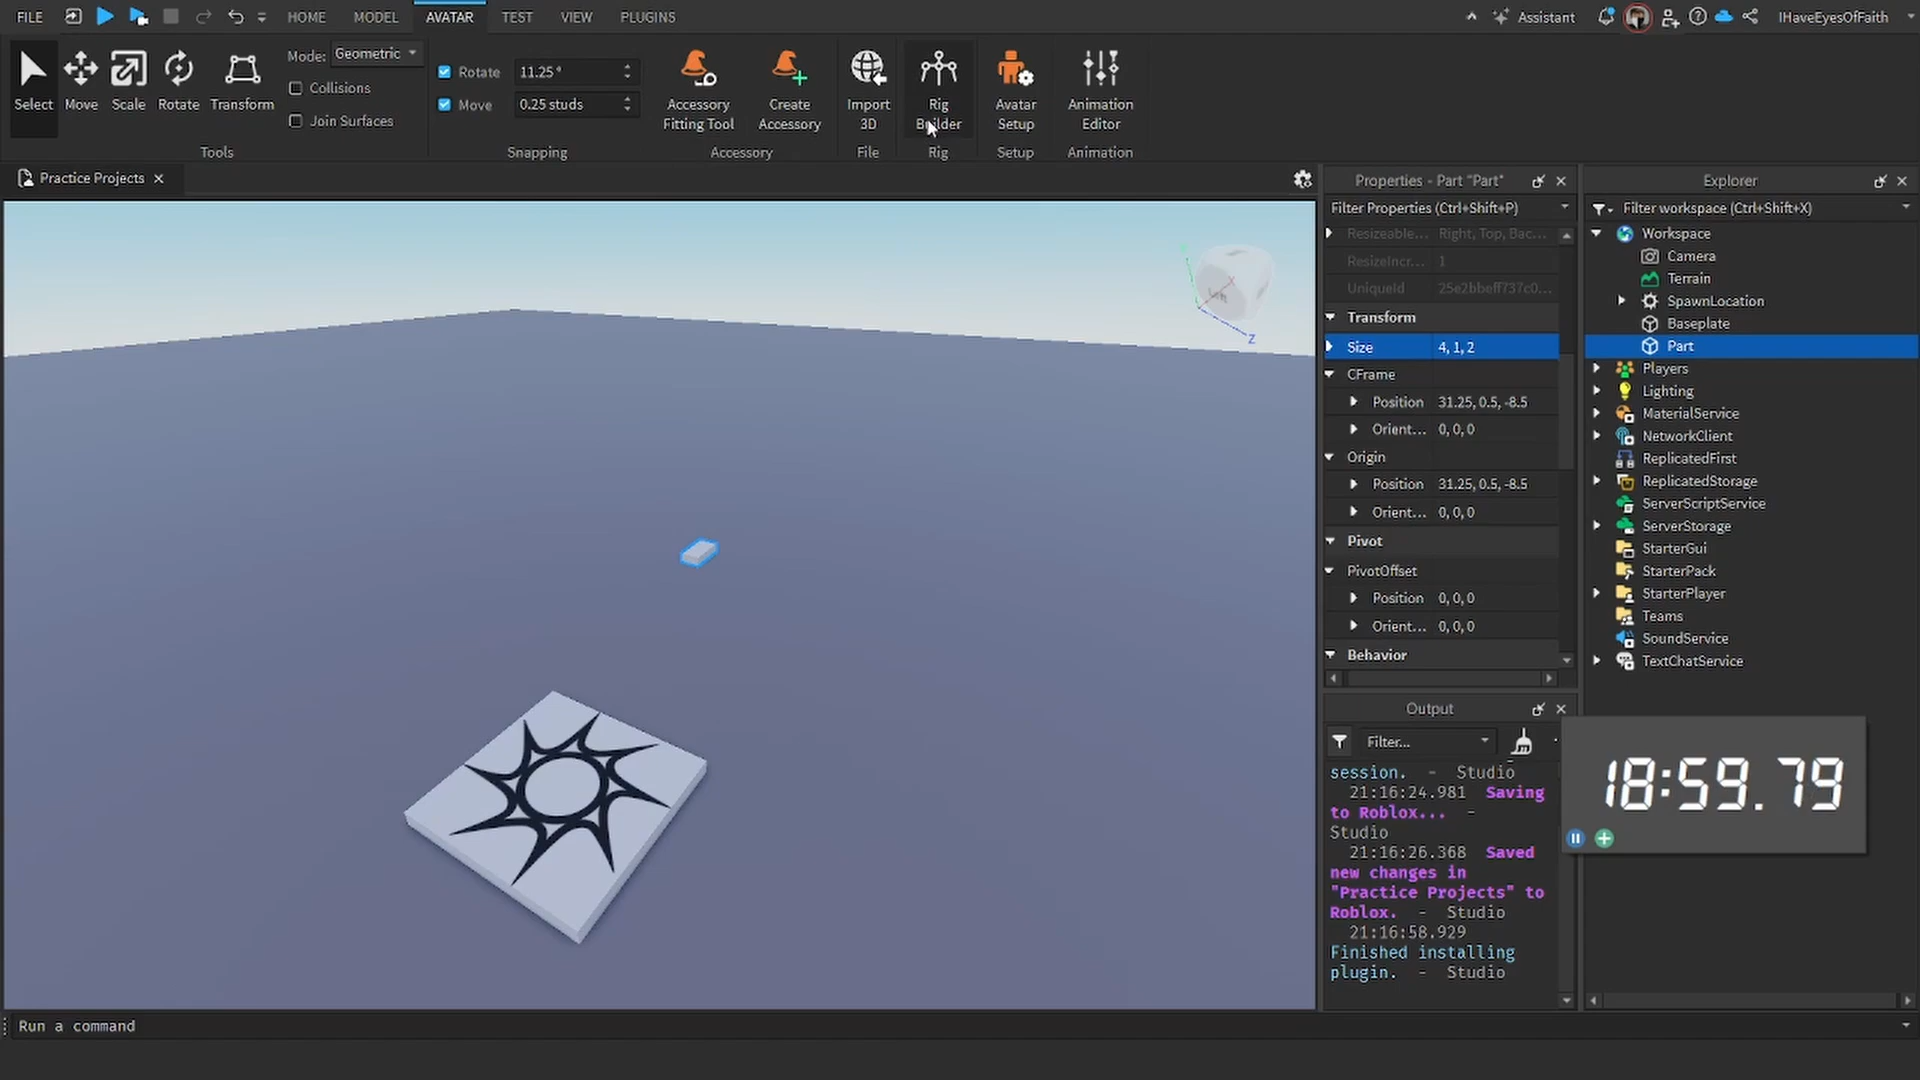 FILE HOME MODEL AVATAR TEST VIEW PLUGINS Assistant IHaveEyesOfFaith
Select Move Scale Rotate Transform
Mode: Geometric
Collisions
Join Surfaces
Tools
Rotate 11.25 °
Move 0.25 studs
Snapping
Accessory
Fitting Tool
Create
Accessory
Accessory
Import
3D
File
Rig
Builder
Rig
Avatar
Setup
Setup
Animation
Editor
Animation
Practice Projects
Properties - Part "Part"
Filter Properties (Ctrl+Shift+P)
Resizeable... Right, Top, Bac...
ResizeIncr... 1
UniqueId 25e2bbeff737c0...
Transform
Size 4, 1, 2
CFrame
Position 31.25, 0.5, -8.5
Orient... 0, 0, 0
Origin
Position 31.25, 0.5, -8.5
Orient... 0, 0, 0
Pivot
PivotOffset
Position 0, 0, 0
Orient... 0, 0, 0
Behavior
Explorer
Filter workspace (Ctrl+Shift+X)
Workspace
Camera
Terrain
SpawnLocation
Baseplate
Part
Players
Lighting
MaterialService
NetworkClient
ReplicatedFirst
ReplicatedStorage
ServerScriptService
ServerStorage
StarterGui
StarterPack
StarterPlayer
Teams
SoundService
TextChatService
Z
Output
Filter...
session. - Studio
21:16:24.981 Saving
to Roblox... -
Studio
21:16:26.368 Saved
new changes in
"Practice Projects" to
Roblox. - Studio
21:16:58.929
Finished installing
plugin. - Studio
18:59.79
Run a command